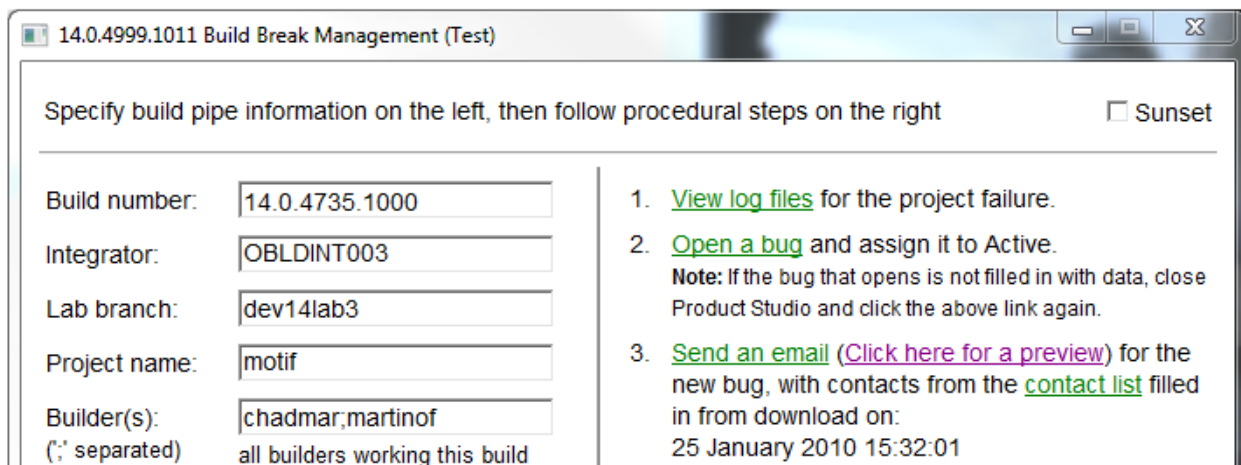 14.0.4999.1011 Build Break Management (Test)
Specify build pipe information on the left, then follow procedural steps on the right
Sunset
Build number:
14.0.4735.1000
Integrator:
OBLDINT003
Lab branch:
dev14lab3
Project name:
motif
Builder(s):
(';' separated)
chadmar;martinof
all builders working this build
1. View log files for the project failure.
2. Open a bug and assign it to Active.
Note: If the bug that opens is not filled in with data, close
Product Studio and click the above link again.
3. Send an email (Click here for a preview) for the
new bug, with contacts from the contact list filled
in from download on:
25 January 2010 15:32:01